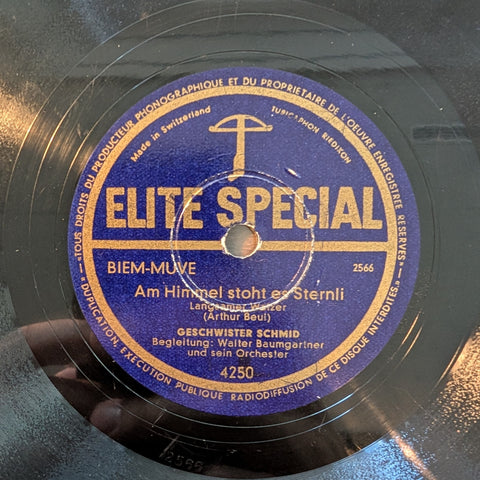 «TOUS DROITS DU PRODUCTEUR PHONOGRAPHIQUE ET DU PROPRIETAIRE DE L'OEUVRE ENREGISTREE RESERVES—
Made in Switzerland
TURICAPHON RIEDIKON
ELITE SPECIAL
BIEM-MUVE
2566
Am Himmel stoht es Sternli
Langsamer Walzer
(Arthur Beul)
GESCHWISTER SCHMID
Begleitung: Walter Baumgartner
und sein Orchester
4250
DUPLICATION, EXECUTION PUBLIQUE RADIODIFFUSION DE CE DISQUE INTERDITES.»
2566